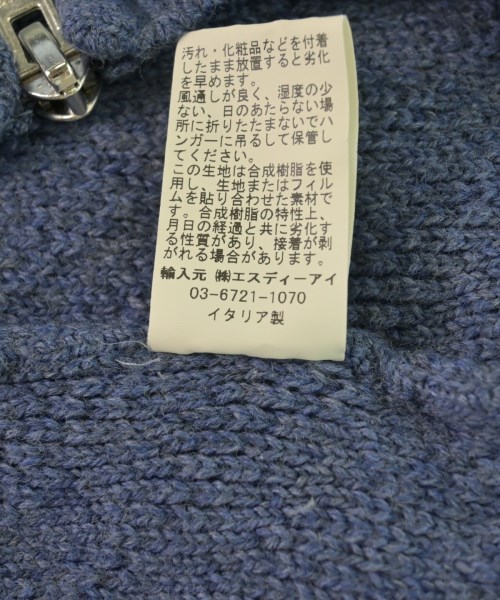 汚れ・化粧品などを付着
したまま放置すると劣化
を早めます。
風通しが良く、湿度の少
ない、日のあたらない場
所に折りたたまないでハ
ンガーに吊るして保管し
てください。
この生地は合成樹脂を使
用し、生地またはフィル
ムを貼り合わせた素材で
す。合成樹脂の特性上、
月日の経過と共に劣化す
る性質があり、接着が剥
がれる場合があります。
輸入元 ㈱エスディーアイ
03-6721-1070
イタリア製